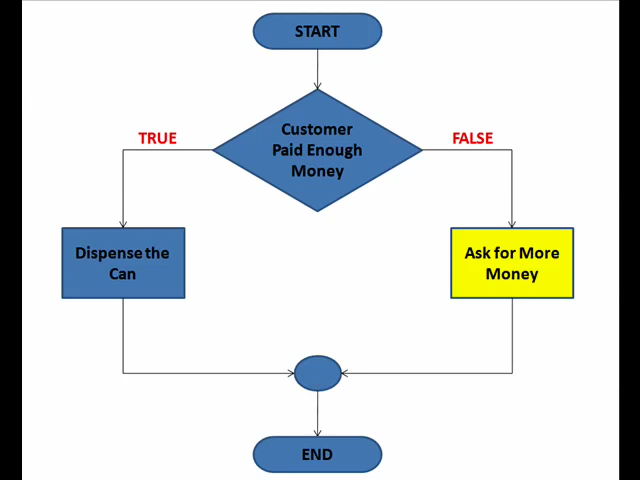 START
Customer
Paid Enough
Money
TRUE
FALSE
Dispense the
Can
Ask for More
Money
END